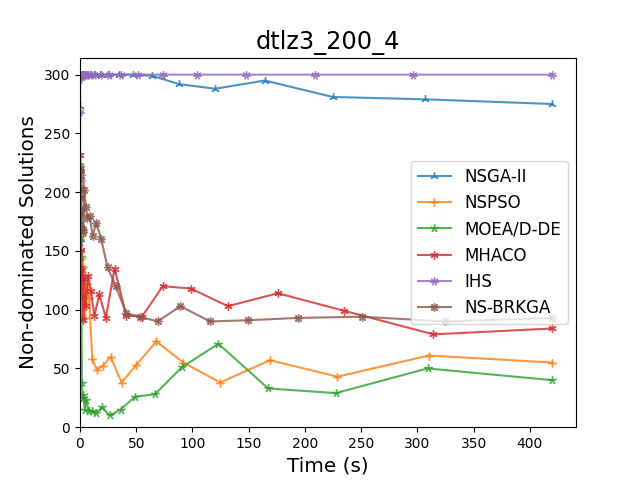 dtlz3_200_4
Non-dominated Solutions
300
250
200
150
100
50
0
0 50 100 150 200 250 300 350 400
Time (s)
NSGA-II
NSPSO
MOEA/D-DE
MHACO
IHS
NS-BRKGA